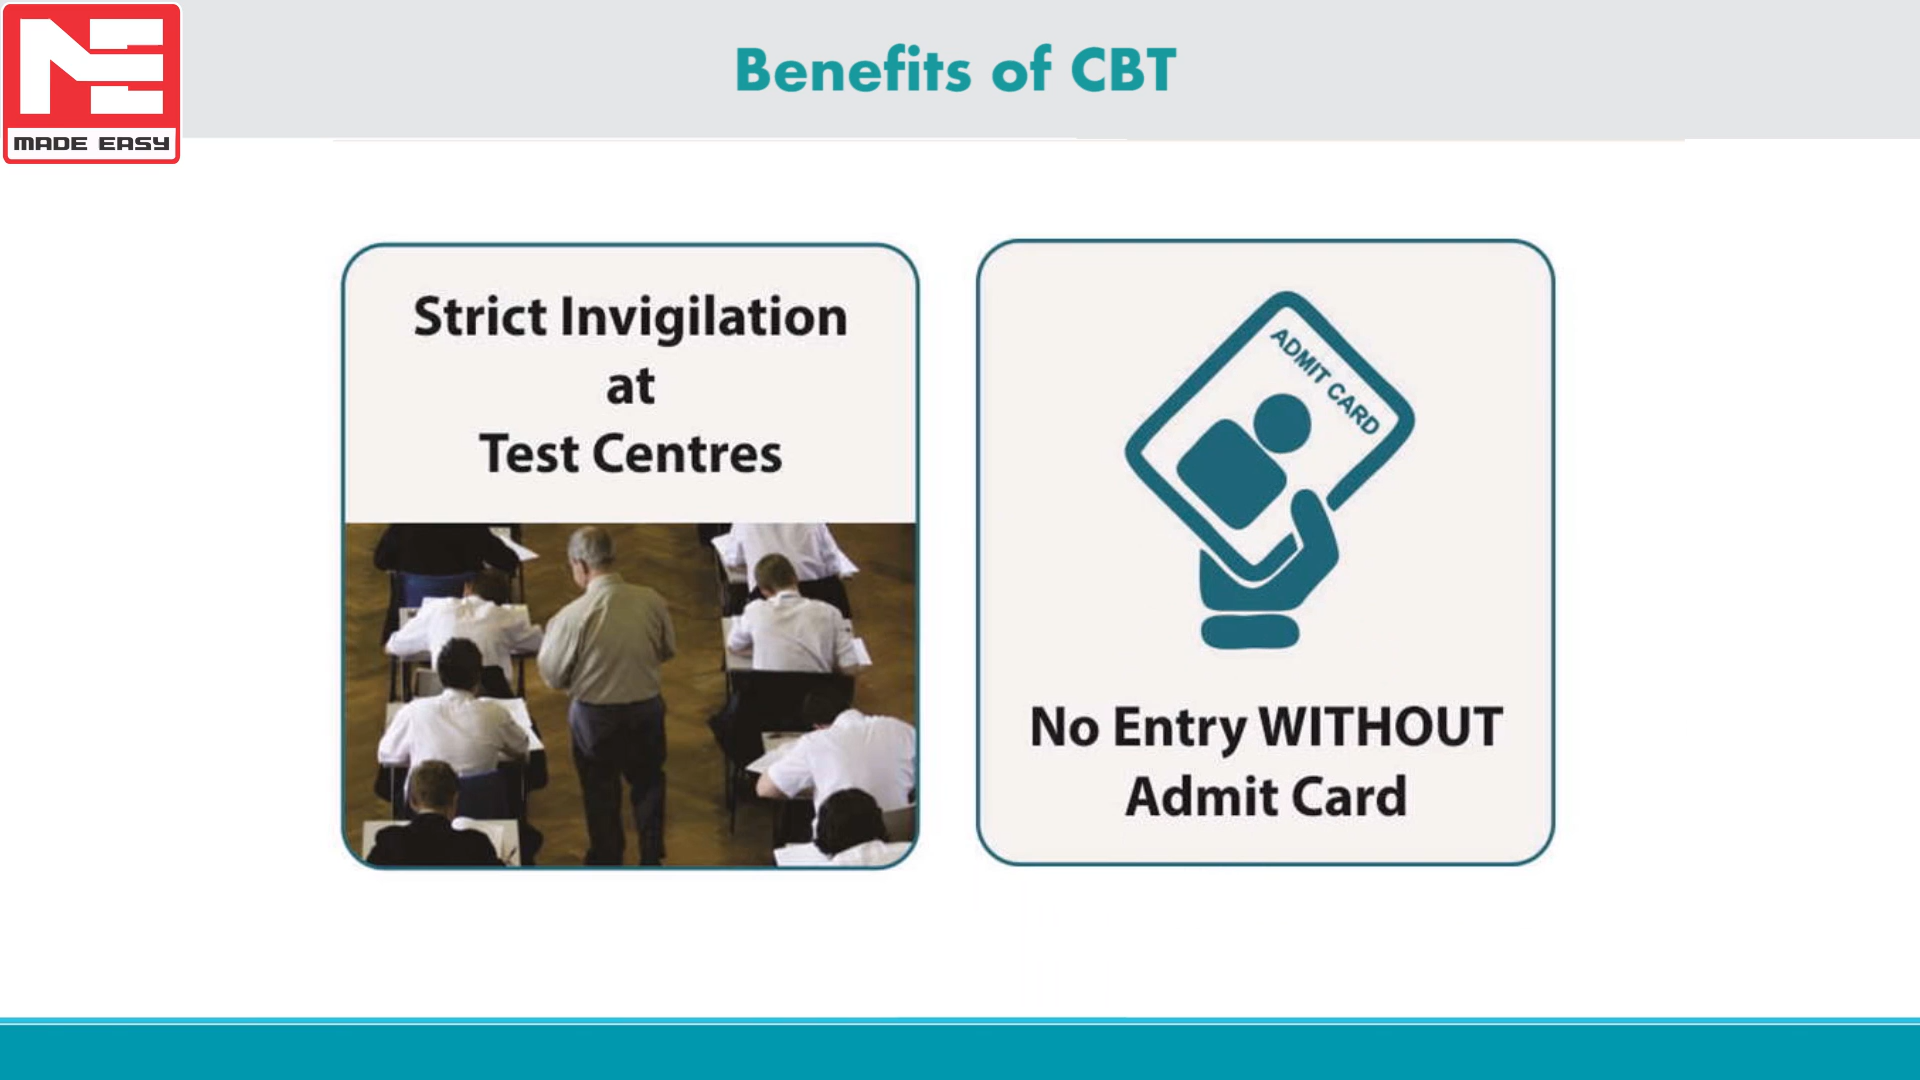 MADE EASY
Benefits of CBT
Strict Invigilation
at
Test Centres
ADMIT CARD
No Entry WITHOUT
Admit Card